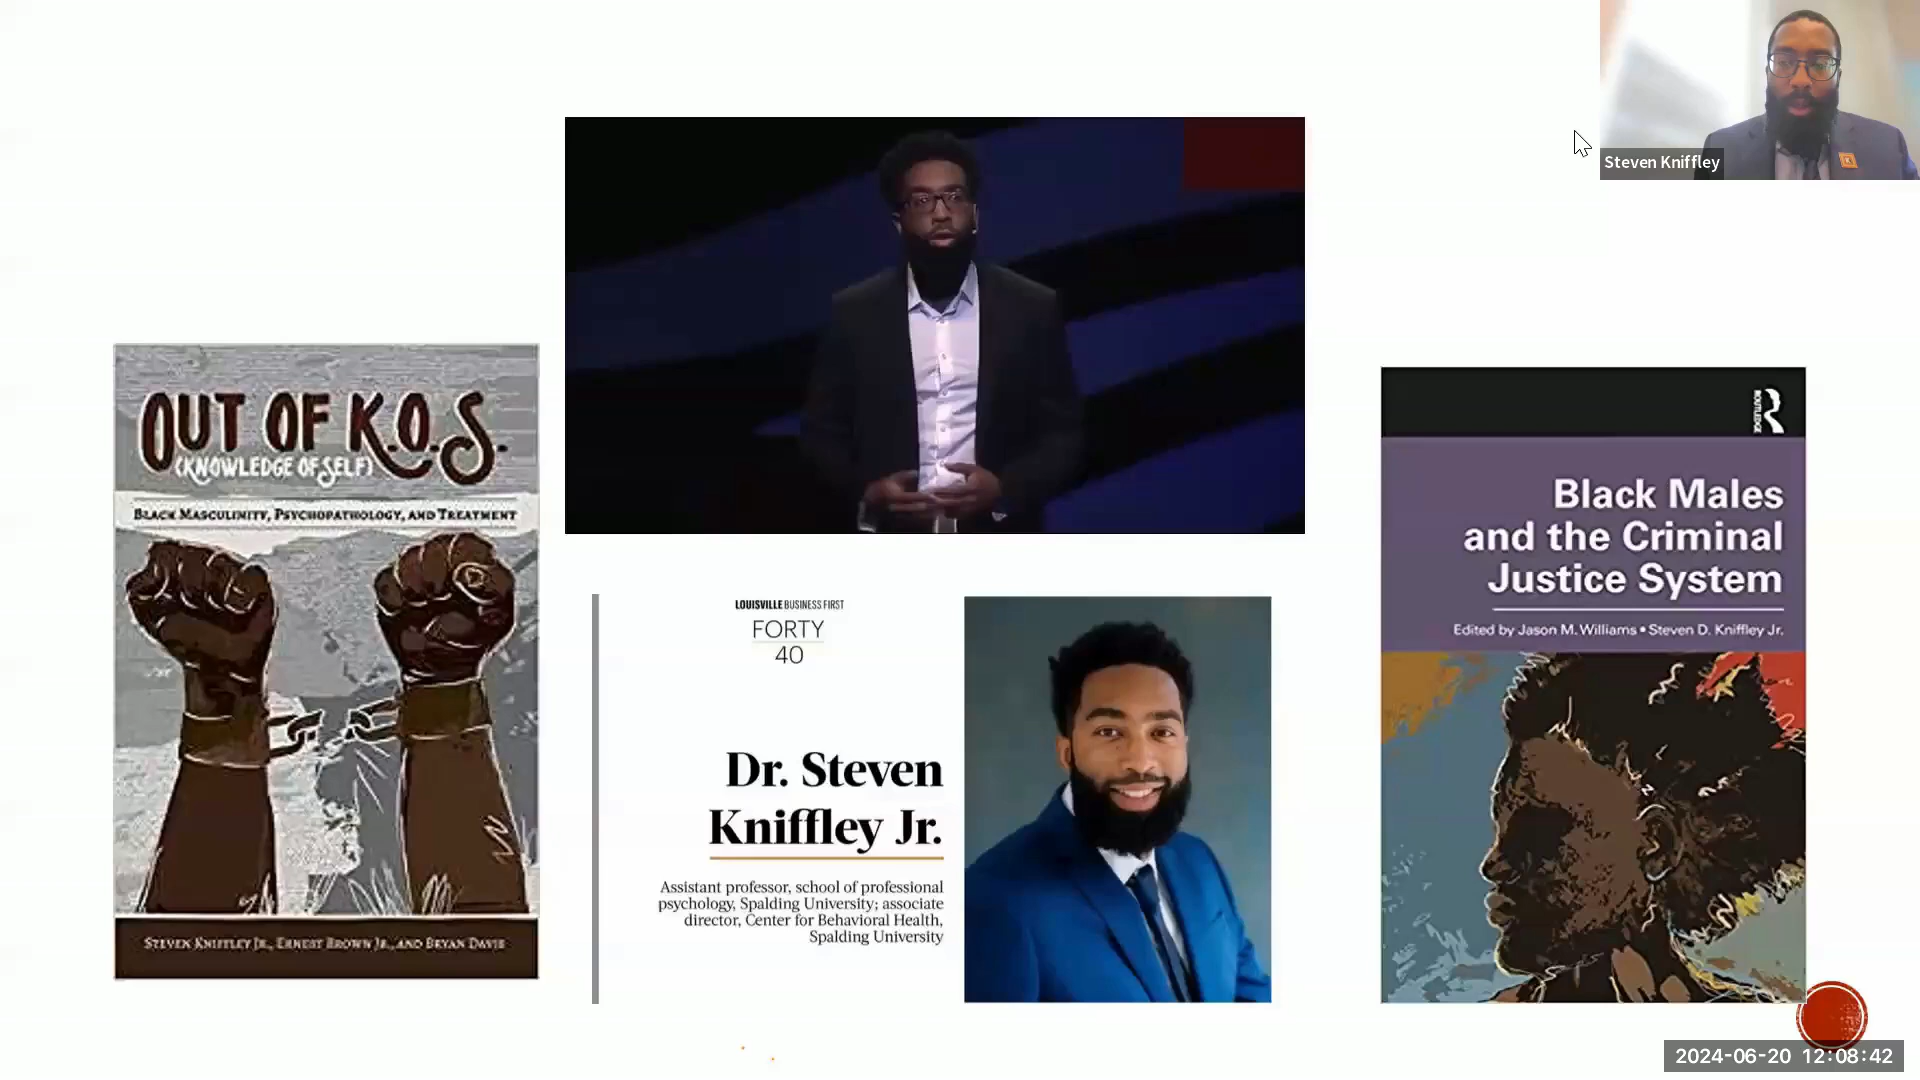 Steven Kniffley
OUT OF K.O.S.
(KNOWLEDGE OF SELF)
BLACK MASCULINITY, PSYCHOPATHOLOGY, AND TREATMENT
STEVEN KNIFFLEY JR., ERNEST BROWN JR., AND BRYAN DAVIS
LOUISVILLE BUSINESS FIRST
FORTY
40
Dr. Steven
Kniffley Jr.
Assistant professor, school of professional
psychology, Spalding University; associate
director, Center for Behavioral Health,
Spalding University
ROUTLEDGE
Black Males
and the Criminal
Justice System
Edited by Jason M. Williams • Steven D. Kniffley Jr.
2024-06-20 12:08:42